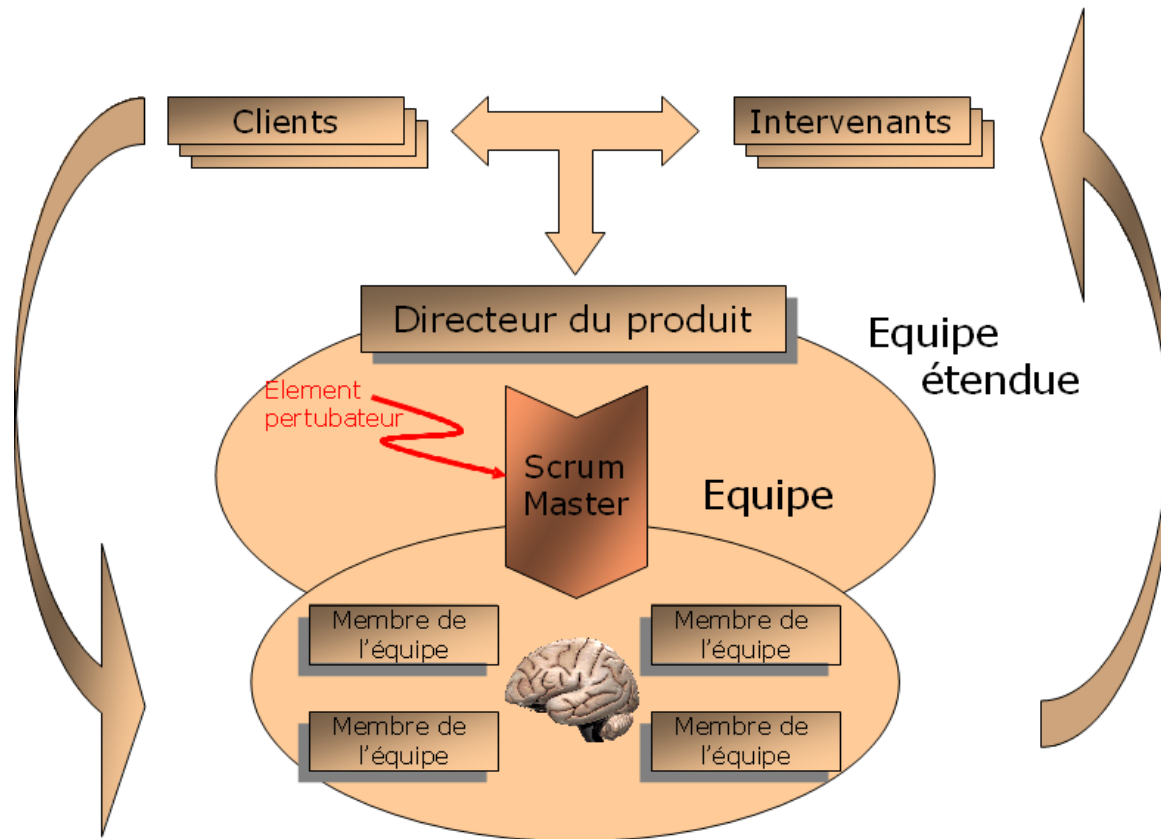 Clients
Intervenants
Directeur du produit
Equipe
étendue
Element
pertubateur
Scrum
Master
Equipe
Membre de
l'équipe
Membre de
l'équipe
Membre de
l'équipe
Membre de
l'équipe